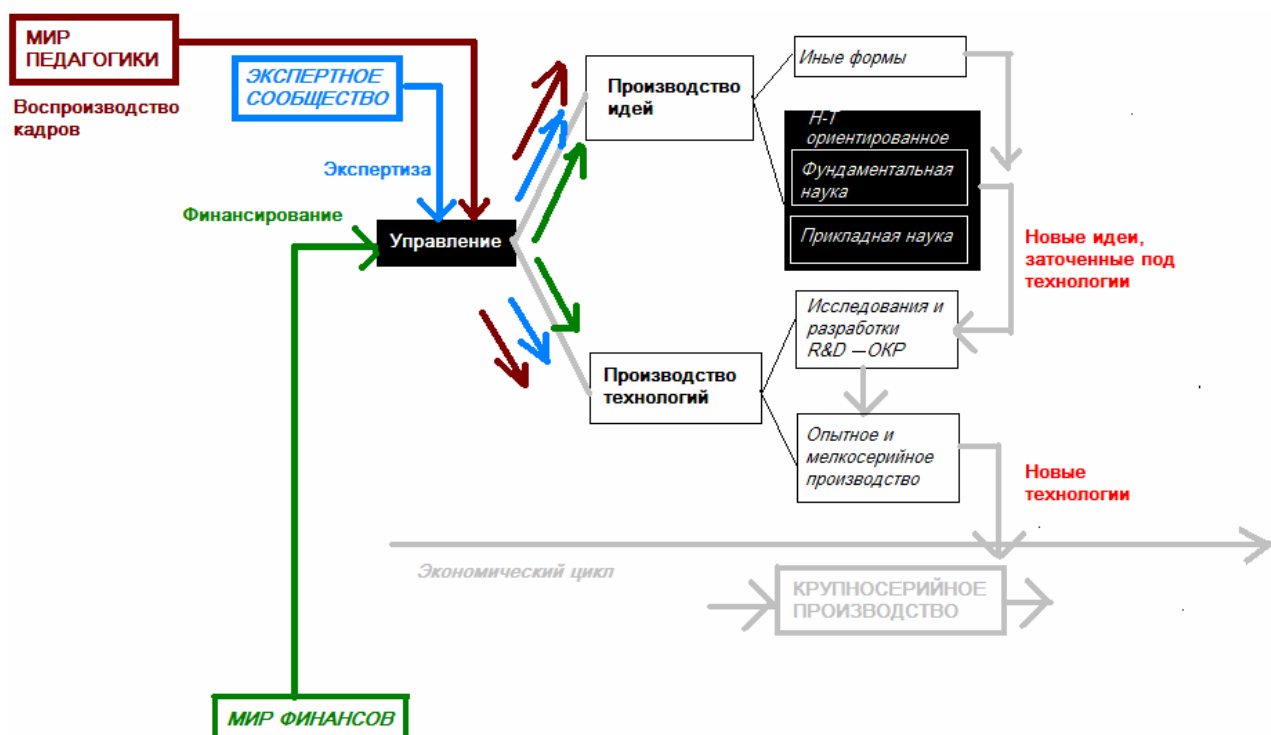 МИР
ПЕДАГОГИКИ
Воспроизводство
кадров
ЭКСПЕРТНОЕ
СООБЩЕСТВО
Экспертиза
Финансирование
Управление
Производство
идей
Иные формы
Н-Т
ориентированное
Фундаментальная
наука
Прикладная наука
Новые идеи,
заточенные под
технологии
Исследования и
разработки
R&D —ОКР
Производство
технологий
Опытное и
мелкосерийное
производство
Новые
технологии
Экономический цикл
КРУПНОСЕРИЙНОЕ
ПРОИЗВОДСТВО
МИР ФИНАНСОВ